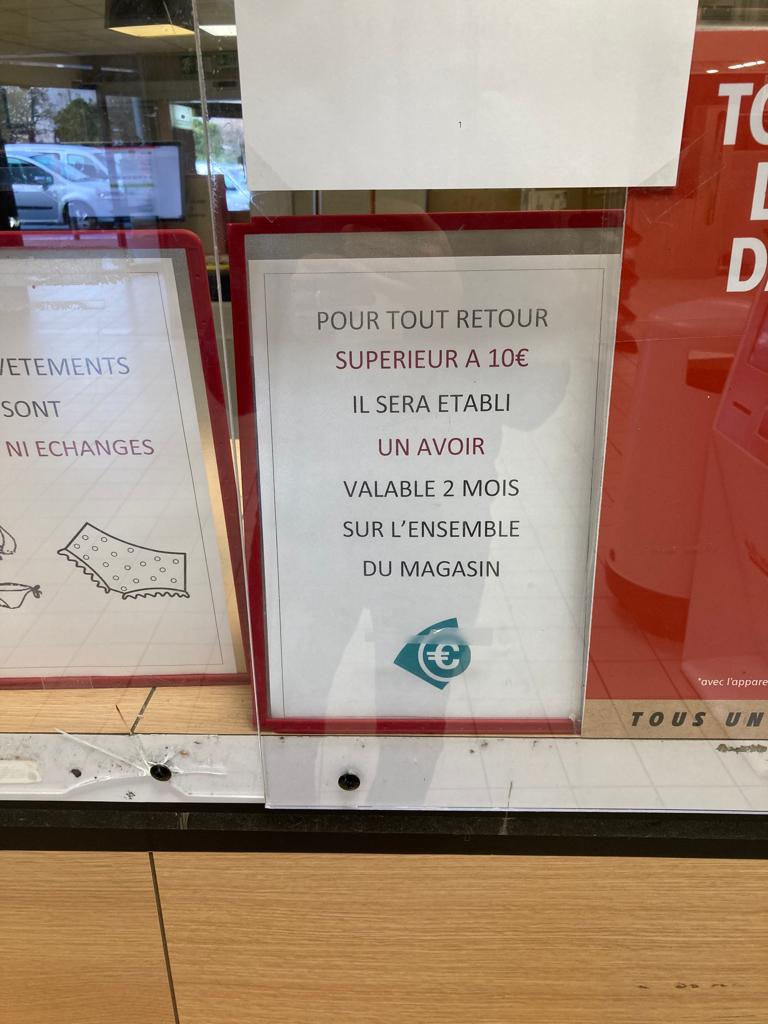 1
VETEMENTS
SONT
NI ECHANGES
POUR TOUT RETOUR
SUPERIEUR A 10€
IL SERA ETABLI
UN AVOIR
VALABLE 2 MOIS
SUR L'ENSEMBLE
DU MAGASIN
€
TO
D
*avec l'appare
TOUS UN